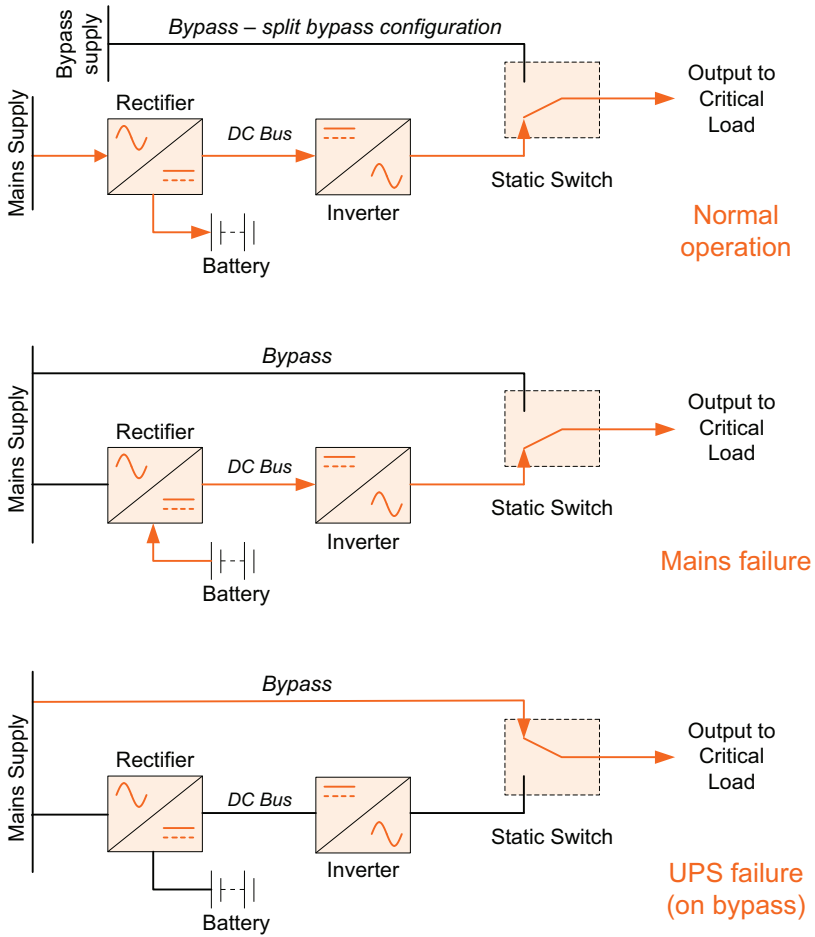 Bypass – split bypass configuration
Bypass
supply
Mains Supply
Rectifier
DC Bus
Inverter
Battery
Static Switch
Output to
Critical
Load
Normal
operation
Bypass
Mains Supply
Rectifier
DC Bus
Inverter
Battery
Static Switch
Output to
Critical
Load
Mains failure
Bypass
Mains Supply
Rectifier
DC Bus
Inverter
Battery
Static Switch
Output to
Critical
Load
UPS failure
(on bypass)